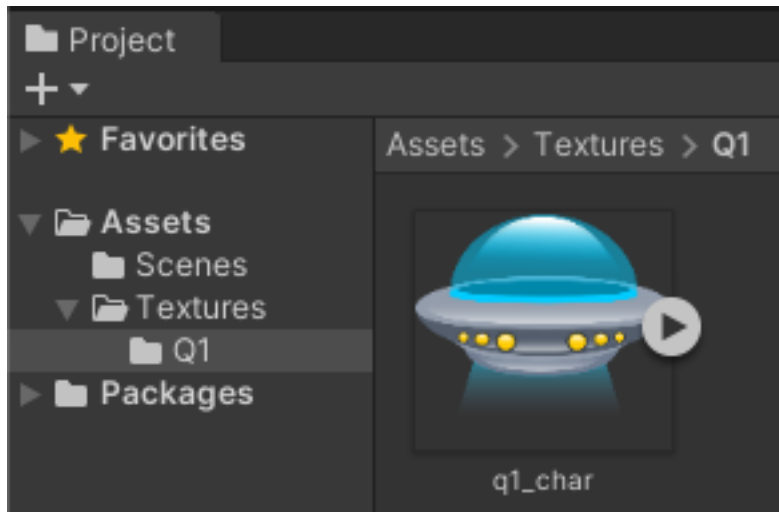 Project
Favorites
Assets
Scenes
Textures
Q1
Packages
Assets > Textures > Q1
q1_char